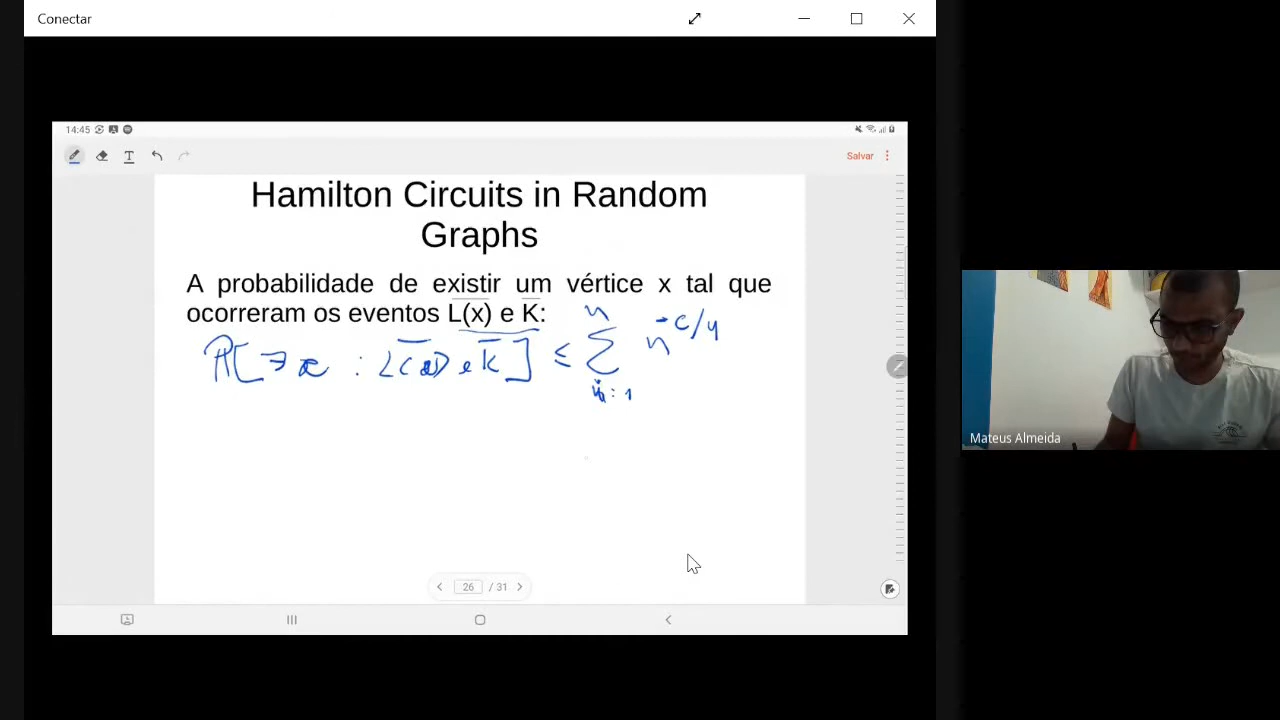 Conectar
14:45
T
Salvar
Hamilton Circuits in Random
Graphs
A probabilidade de existir um vértice x tal que
ocorreram os eventos L(x) e K:
P[∃x : L(x) e K] ≤ ∑ n^{-c/4}
n
i=1
26 / 31
Mateus Almeida